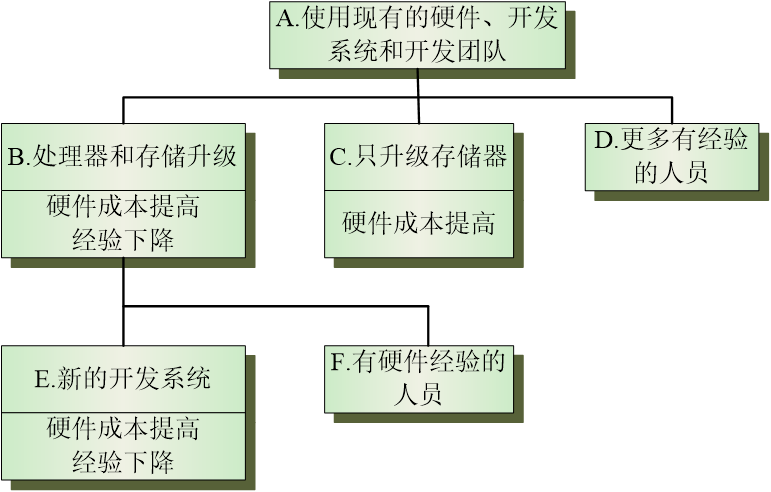 A.使用现有的硬件、开发
系统和开发团队
B.处理器和存储升级
硬件成本提高
经验下降
C.只升级存储器
硬件成本提高
D.更多有经验
的人员
E.新的开发系统
硬件成本提高
经验下降
F.有硬件经验的
人员